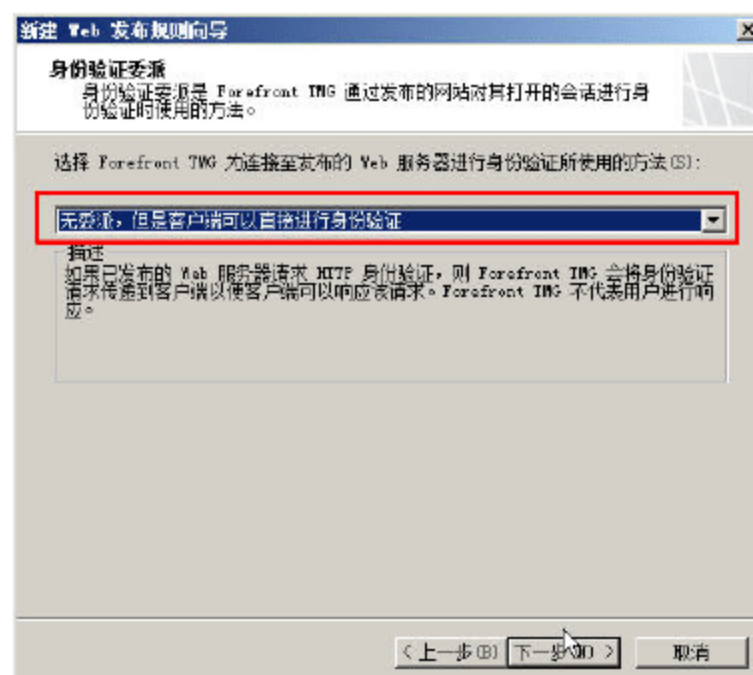 新建 Web 发布规则向导
身份验证委派
身份验证委派是 Forefront TMG 通过发布的网站对其打开的会话进行身
份验证时使用的方法。
选择 Forefront TMG 为连接至发布的 Web 服务器进行身份验证所使用的方法(S):
无委派，但是客户端可以直接进行身份验证
描述
如果已发布的 Web 服务器请求 HTTP 身份验证，则 Forefront TMG 会将身份验证
请求传递到客户端以便客户端可以响应该请求。Forefront TMG 不代表用户进行响
应。
<上一步(B) 下一步(N) > 取消